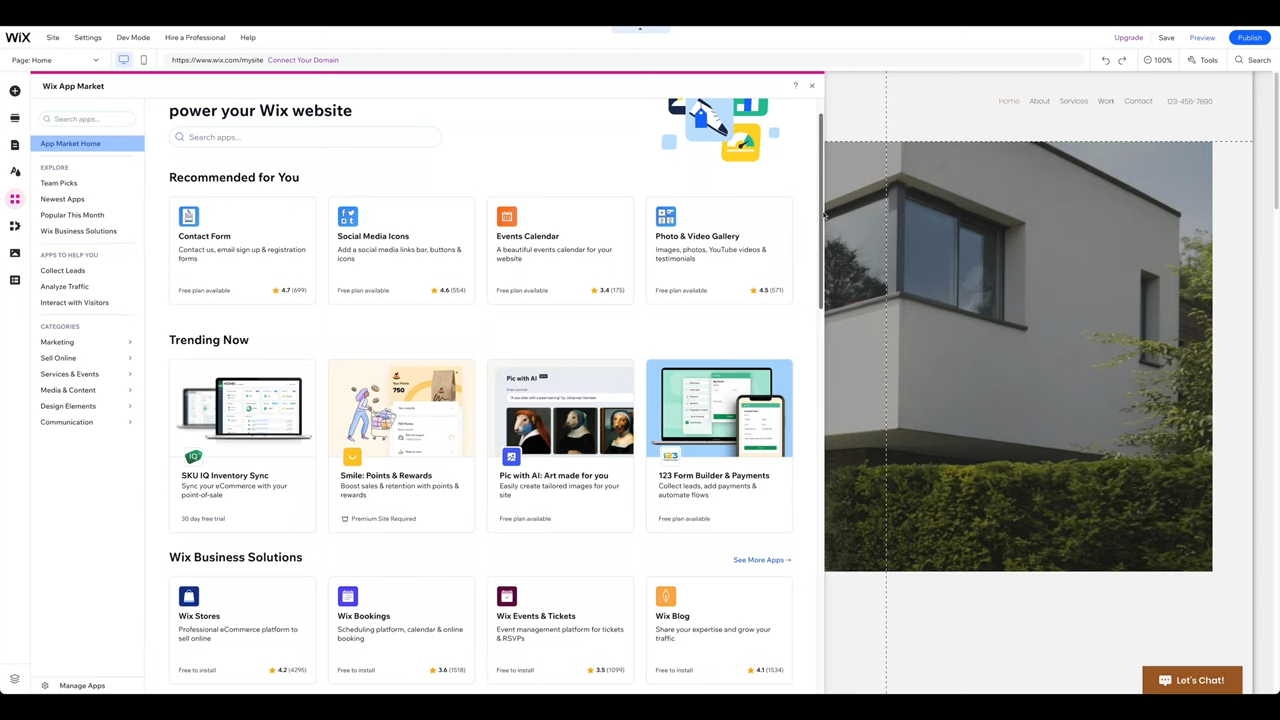 WiX Site Settings Dev Mode Hire a Professional Help Upgrade Save Preview Publish
Page: Home https://www.wix.com/mysite Connect Your Domain 100% Tools Search
Wix App Market ?
Search apps...
App Market Home
EXPLORE
Team Picks
Newest Apps
Popular This Month
Wix Business Solutions
APPS TO HELP YOU
Collect Leads
Analyze Traffic
Interact with Visitors
CATEGORIES
Marketing
Sell Online
Services & Events
Media & Content
Design Elements
Communication
Manage Apps
power your Wix website
Search apps...
Recommended for You
Contact Form
Contact us, email sign up & registration
forms
Free plan available 4.7 (699)
Social Media Icons
Add a social media links bar, buttons &
icons
Free plan available 4.6 (554)
Events Calendar
A beautiful events calendar for your
website
Free plan available 3.4 (175)
Photo & Video Gallery
Images, photos, YouTube videos &
testimonials
Free plan available 4.5 (571)
Trending Now
IQ
SKU IQ Inventory Sync
Sync your eCommerce with your
point-of-sale
30 day free trial
750
Smile: Points & Rewards
Boost sales & retention with points &
rewards
Premium Site Required
Pic with AI
Pic with AI: Art made for you
Easily create tailored images for your
site
Free plan available
123
123 Form Builder & Payments
Collect leads, add payments &
automate flows
Free plan available
Wix Business Solutions See More Apps →
Wix Stores
Professional eCommerce platform to
sell online
Free to install 4.2 (4295)
Wix Bookings
Scheduling platform, calendar & online
booking
Free to install 3.6 (1518)
Wix Events & Tickets
Event management platform for tickets
& RSVPs
Free to install 3.5 (1099)
Wix Blog
Share your expertise and grow your
traffic
Free to install 4.1 (1534)
Home About Services Work Contact 123-456-7890
Let's Chat!